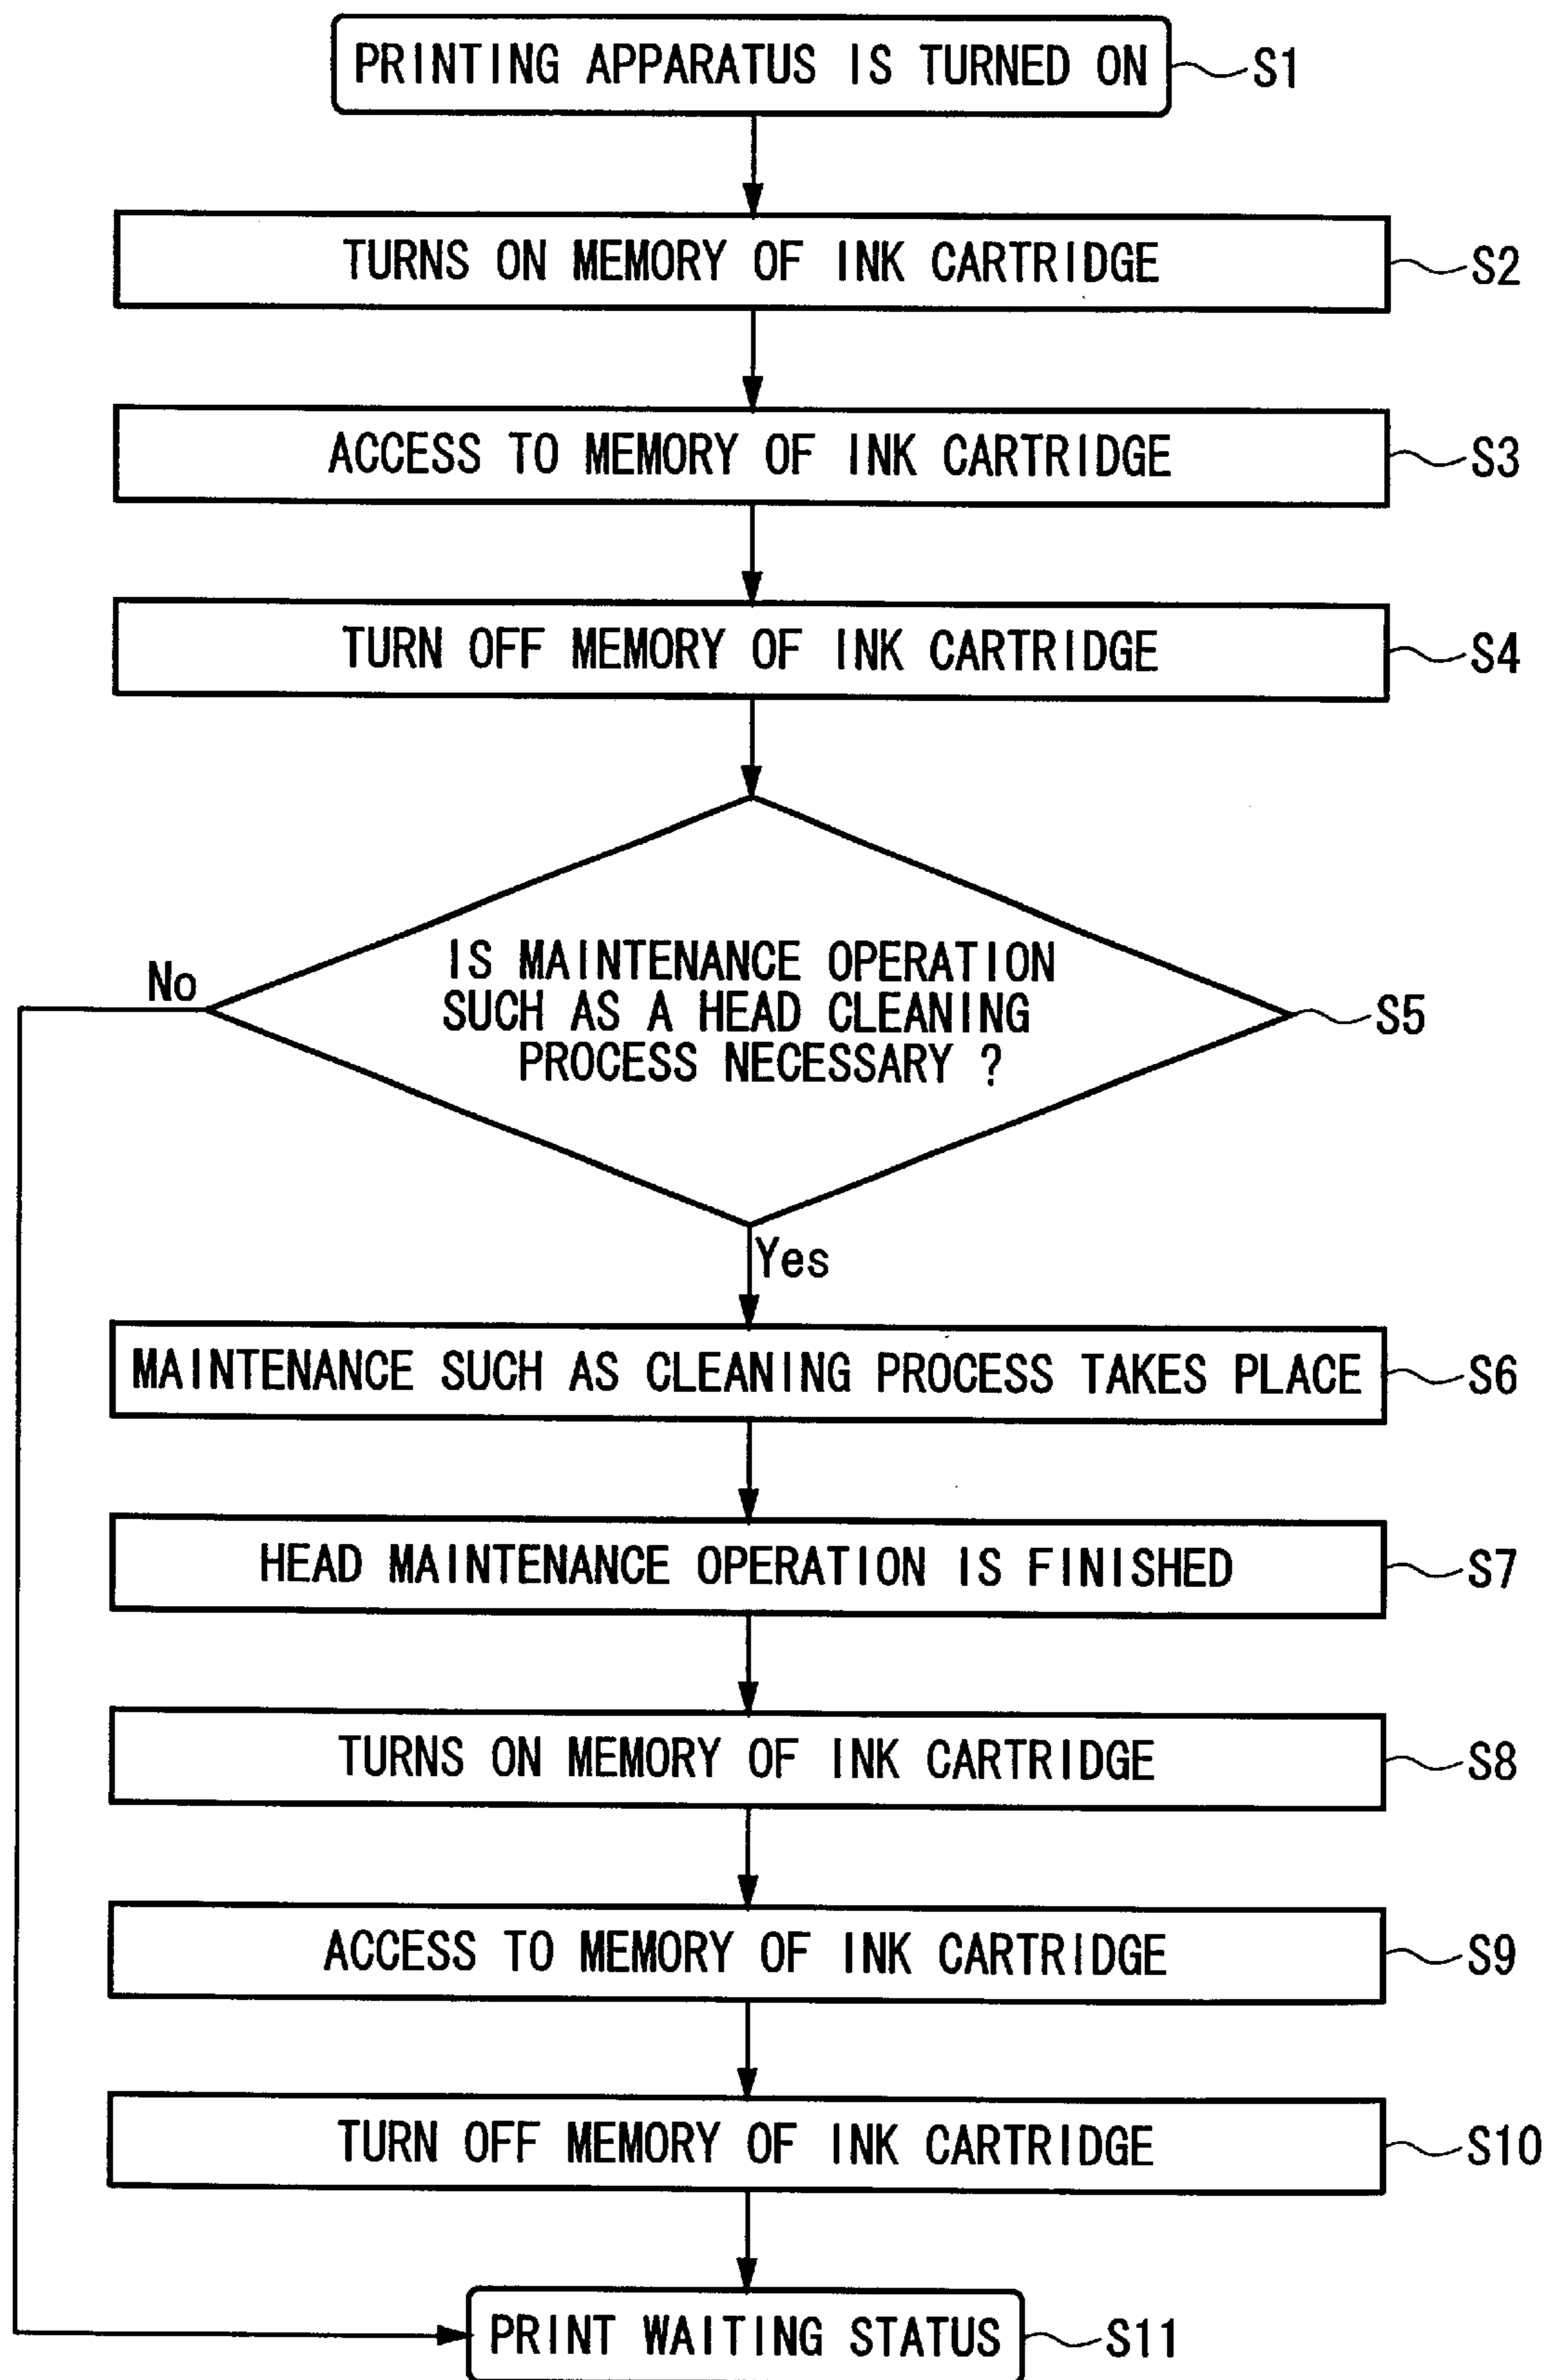 PRINTING APPARATUS IS TURNED ON
S1
TURNS ON MEMORY OF INK CARTRIDGE
S2
ACCESS TO MEMORY OF INK CARTRIDGE
S3
TURN OFF MEMORY OF INK CARTRIDGE
S4
IS MAINTENANCE OPERATION
SUCH AS A HEAD CLEANING
PROCESS NECESSARY ?
No
S5
Yes
MAINTENANCE SUCH AS CLEANING PROCESS TAKES PLACE
S6
HEAD MAINTENANCE OPERATION IS FINISHED
S7
TURNS ON MEMORY OF INK CARTRIDGE
S8
ACCESS TO MEMORY OF INK CARTRIDGE
S9
TURN OFF MEMORY OF INK CARTRIDGE
S10
PRINT WAITING STATUS
S11